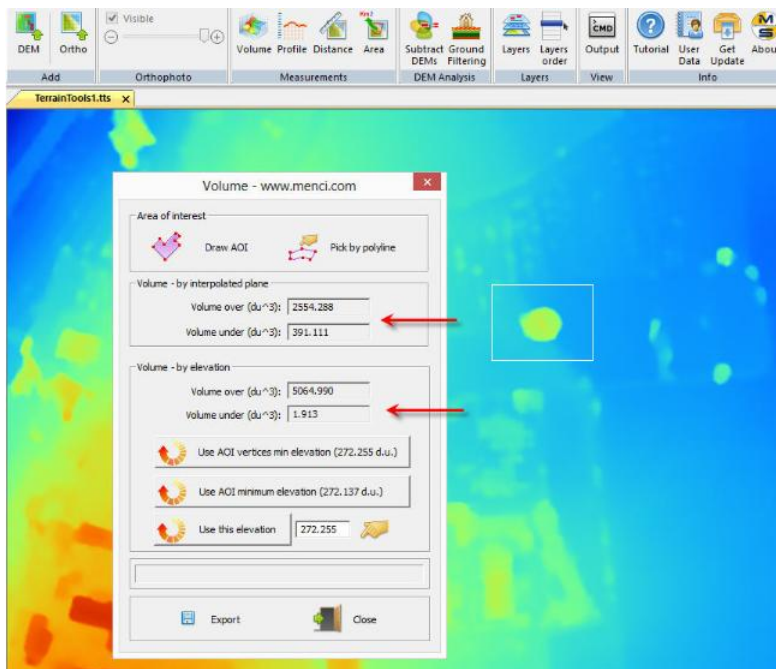 DEM Ortho
Visible
Volume Profile Distance Area
Km²
Subtract DEMs Ground Filtering
Layers Layers order
CMD
Output
Tutorial User Data Get Update
Add Orthophoto Measurements DEM Analysis Layers View Info
TerrainTools1.tts x
Volume - www.menci.com
Area of interest
Draw AOI Pick by polyline
Volume - by interpolated plane
Volume over (du^3): 2554.288
Volume under (du^3): 391.111
Volume - by elevation
Volume over (du^3): 5064.990
Volume under (du^3): 1.913
Use AOI vertices min elevation (272.255 d.u.)
Use AOI minimum elevation (272.137 d.u.)
Use this elevation 272.255
Export Close